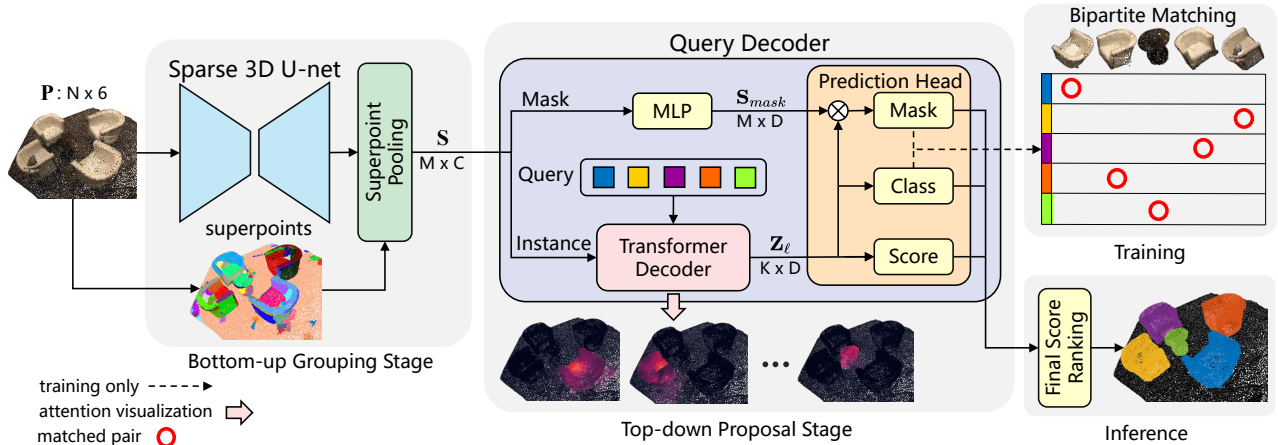 P: N x 6
Sparse 3D U-net
superpoints
Superpoint
Pooling
S
M x C
Bottom-up Grouping Stage
training only
attention visualization
matched pair
Query Decoder
Mask
MLP
S_mask
M x D
Query
Instance
Transformer
Decoder
Z_ℓ
K x D
Prediction Head
Mask
Class
Score
Top-down Proposal Stage
Bipartite Matching
Training
Final Score
Ranking
Inference